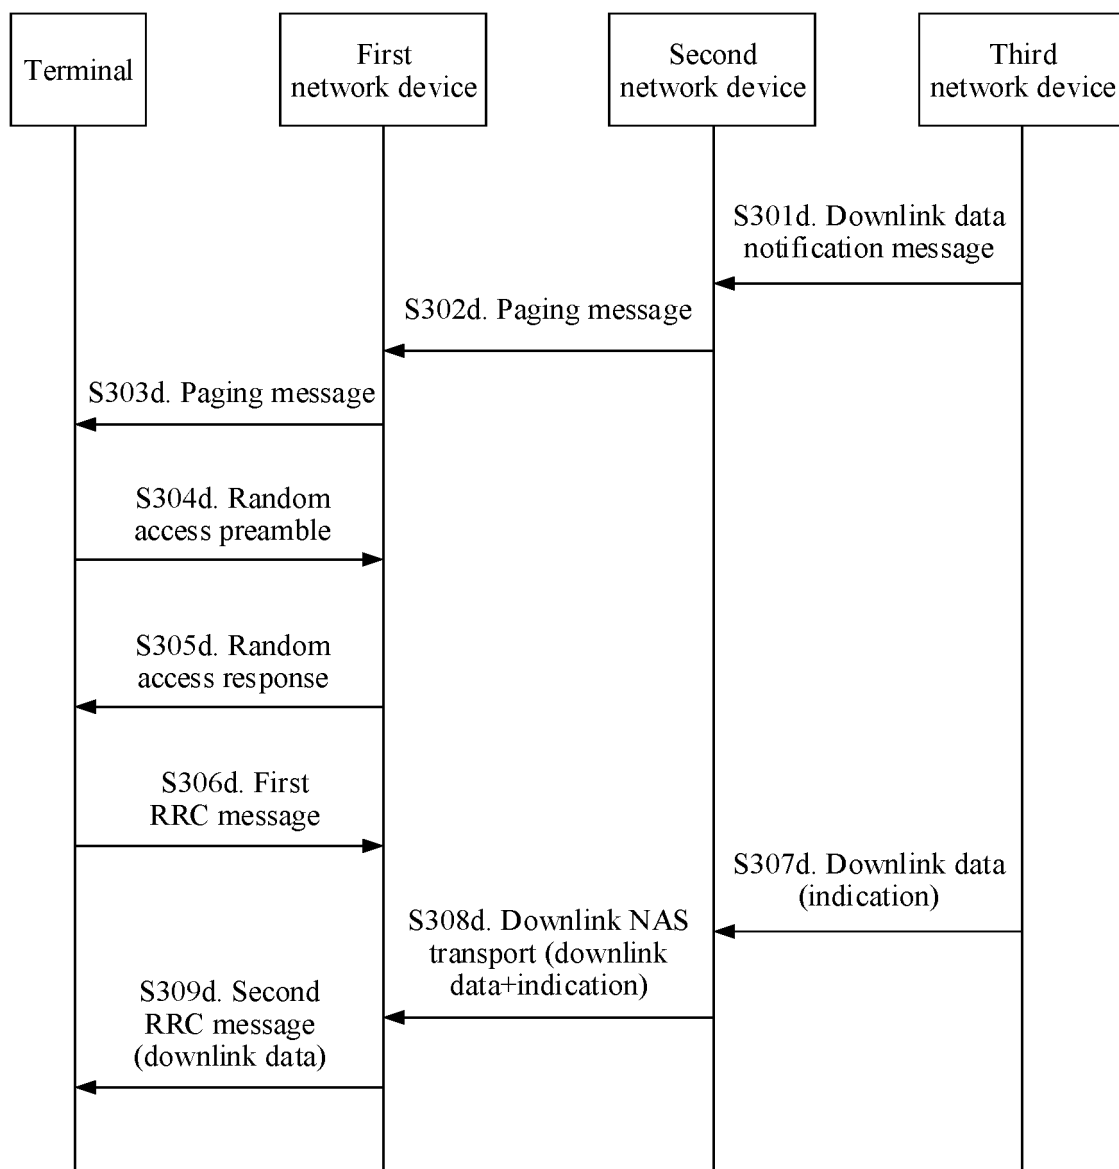 Terminal
First
network device
Second
network device
Third
network device
S301d. Downlink data
notification message
S302d. Paging message
S303d. Paging message
S304d. Random
access preamble
S305d. Random
access response
S306d. First
RRC message
S307d. Downlink data
(indication)
S308d. Downlink NAS
transport (downlink
data+indication)
S309d. Second
RRC message
(downlink data)